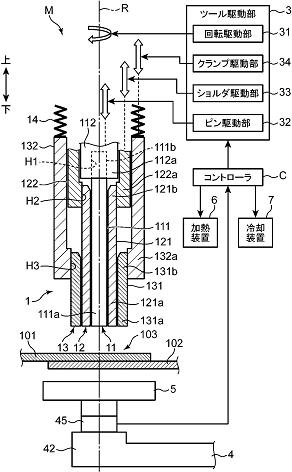 M
R
上
下
ツール駆動部
3
回転駆動部
31
クランプ駆動部
34
ショルダ駆動部
33
ピン駆動部
32
コントローラ
C
6
7
加熱
装置
冷却
装置
14
112
132
H1
111b
112a
122
122a
H2
121b
111
121
H3
132a
131b
1
131
121a
111a
131a
13
12
11
103
101
102
5
45
42
4